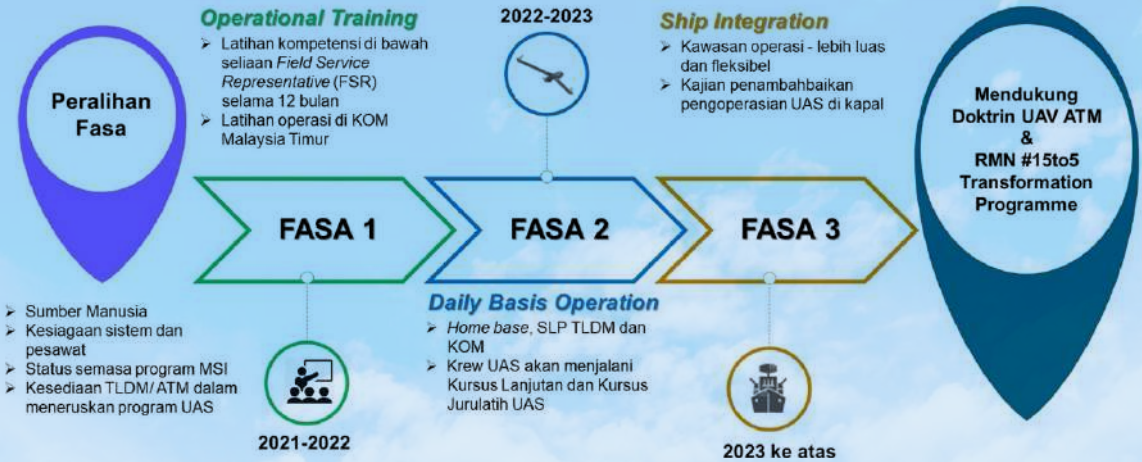 Peralihan
Fasa
➢ Sumber Manusia
➢ Kesiagaan sistem dan
pesawat
➢ Status semasa program MSI
➢ Kesediaan TLDM/ ATM dalam
meneruskan program UAS
Operational Training
➢ Latihan kompetensi di bawah
seliaan Field Service
Representative (FSR)
selama 12 bulan
➢ Latihan operasi di KOM
Malaysia Timur
FASA 1
2021-2022
2022-2023
FASA 2
Daily Basis Operation
➢ Home base, SLP TLDM dan
KOM
➢ Krew UAS akan menjalani
Kursus Lanjutan dan Kursus
Jurulatih UAS
Ship Integration
➢ Kawasan operasi - lebih luas
dan fleksibel
➢ Kajian penambahbaikan
pengoperasian UAS di kapal
FASA 3
2023 ke atas
Mendukung
Doktrin UAV ATM
&
RMN #15to5
Transformation
Programme